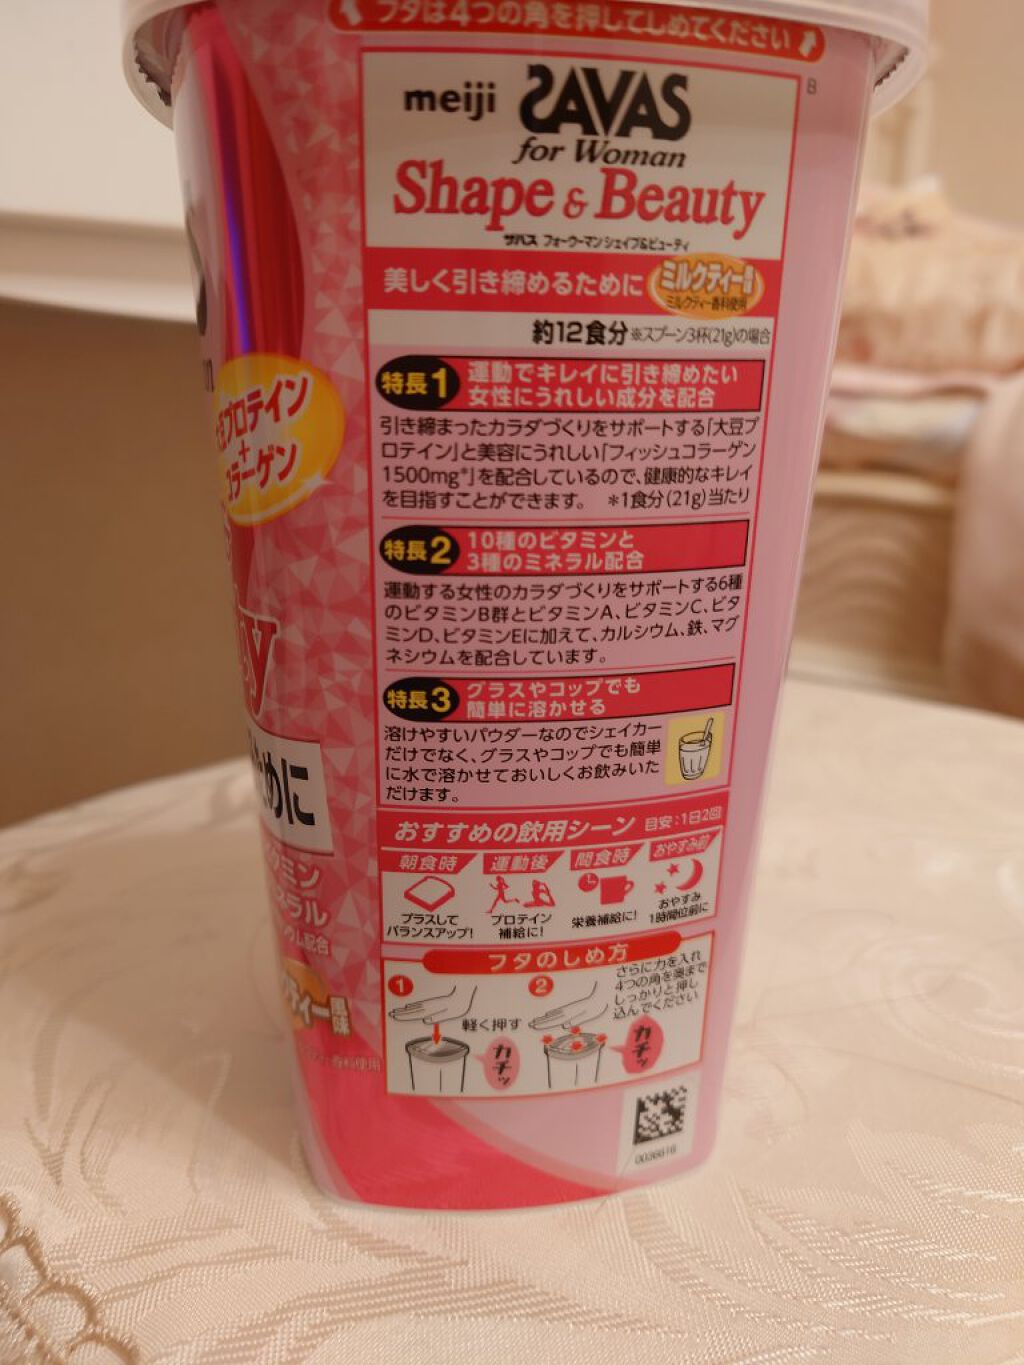 フタは4つの角を押してしめてください
B
meiji SAVAS
for Woman
Shape & Beauty
ザバス フォーウーマン シェイプ&ビューティ
美しく引き締めるために
ミルクティー風味
ミルクティー香料使用
約12食分 ※スプーン3杯(21g)の場合
特長1 運動でキレイに引き締めたい
女性にうれしい成分を配合
引き締まったカラダづくりをサポートする「大豆プ
ロテイン」と美容にうれしい「フィッシュコラーゲン
1500mg*」を配合しているので、健康的なキレイ
を目指すことができます。 *1食分(21g)当たり
特長2 10種のビタミンと
3種のミネラル配合
運動する女性のカラダづくりをサポートする6種
のビタミンB群とビタミンA、ビタミンC、ビタ
ミンD、ビタミンEに加えて、カルシウム、鉄、マグ
ネシウムを配合しています。
特長3 グラスやコップでも
簡単に溶かせる
溶けやすいパウダーなのでシェイカー
だけでなく、グラスやコップでも簡単
に水で溶かせておいしくお飲みいた
だけます。
おすすめの飲用シーン 目安:1日2回
朝食時 運動後 間食時 おやすみ前
プラスして
バランスアップ!
プロテイン
補給に!
栄養補給に!
おやすみ
1時間位前に
フタのしめ方
1
軽く押す
カチッ
2
さらに力を入れ
4つの角を奥まで
しっかりと押し
込んでください
カチッ
0036616
プロテイン
+
コラーゲン
y
ために
ミン
ラル
配合
ティー風味
香料使用